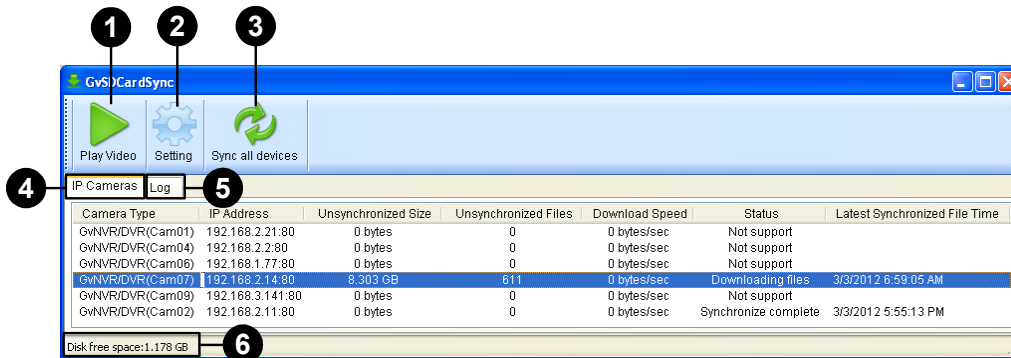 1 2 3
GvSDCardSync
Play Video Setting Sync all devices
4 IP Cameras Log 5
Camera Type IP Address Unsynchronized Size Unsynchronized Files Download Speed Status Latest Synchronized File Time
GvNVR/DVR(Cam01) 192.168.2.21:80 0 bytes 0 0 bytes/sec Not support
GvNVR/DVR(Cam04) 192.168.2.2:80 0 bytes 0 0 bytes/sec Not support
GvNVR/DVR(Cam06) 192.168.1.77:80 0 bytes 0 0 bytes/sec Not support
GvNVR/DVR(Cam07) 192.168.2.14:80 8.303 GB 611 0 bytes/sec Downloading files 3/3/2012 6:59:05 AM
GvNVR/DVR(Cam09) 192.168.3.141:80 0 bytes 0 0 bytes/sec Not support
GvNVR/DVR(Cam02) 192.168.2.11:80 0 bytes 0 0 bytes/sec Synchronize complete 3/3/2012 5:55:13 PM
Disk free space:1.178 GB 6